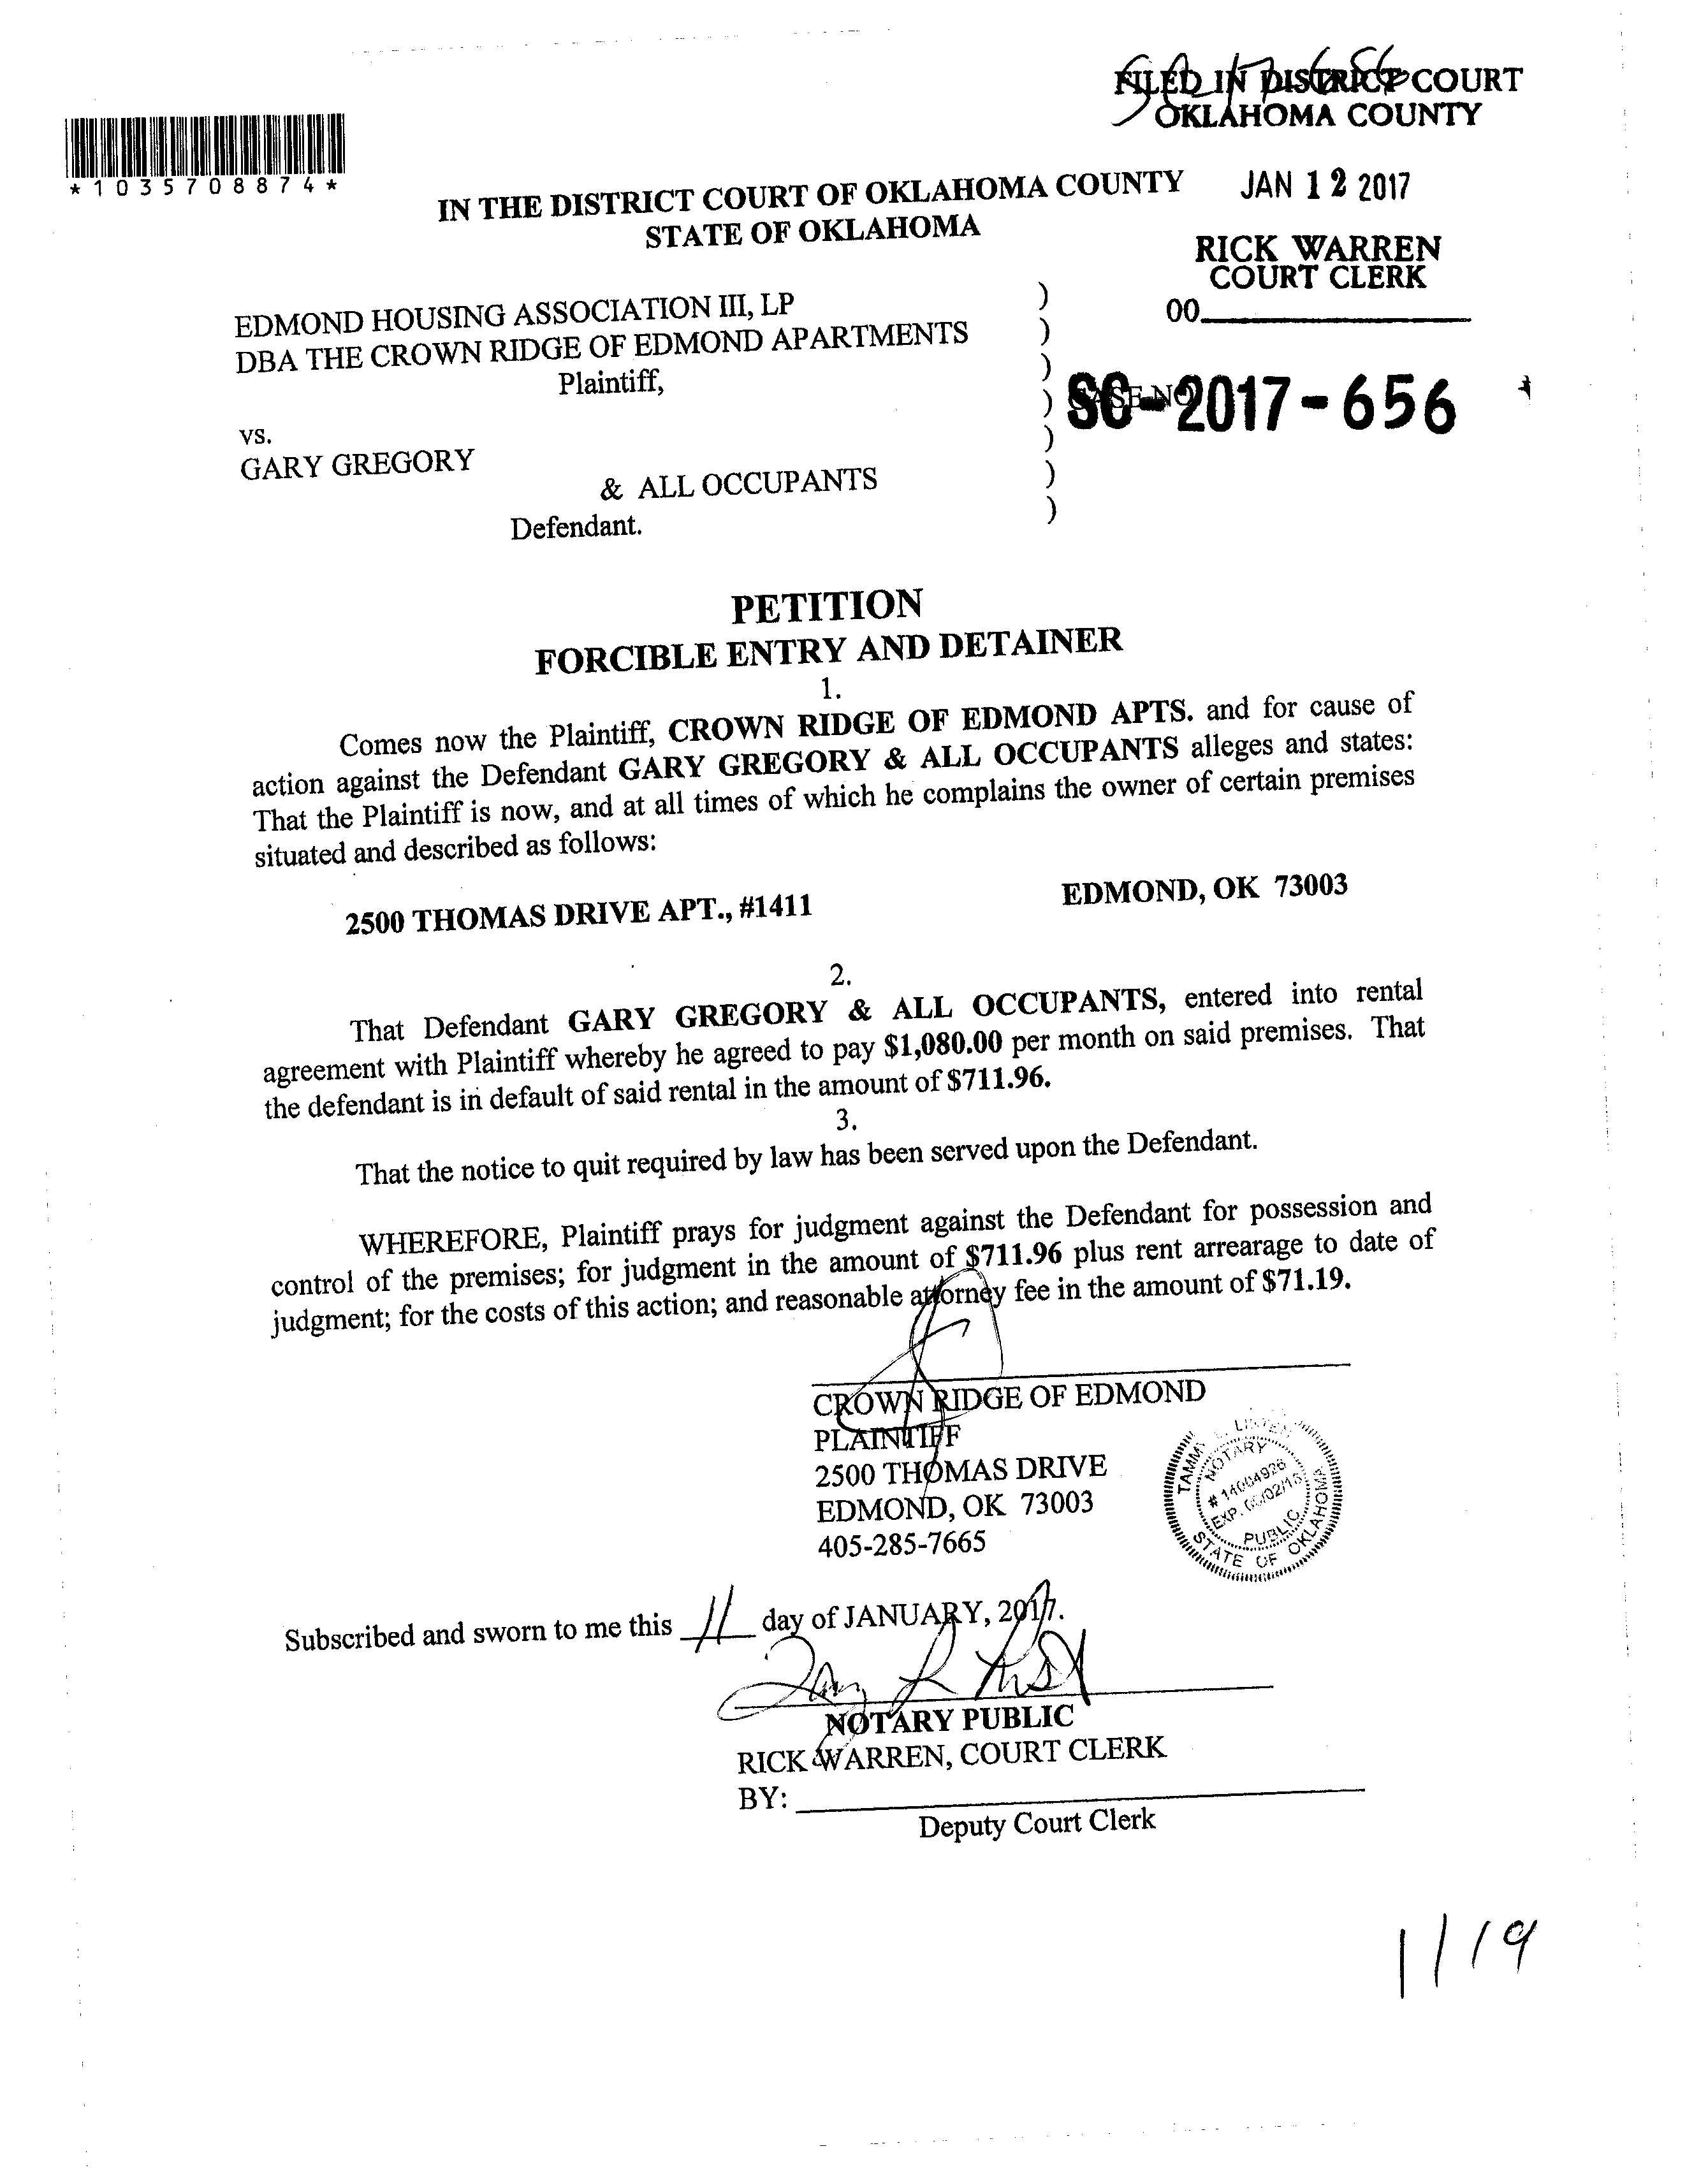 FILED IN DISTRICT COURT
OKLAHOMA COUNTY
*1035708874*
JAN 12 2017
IN THE DISTRICT COURT OF OKLAHOMA COUNTY
STATE OF OKLAHOMA
RICK WARREN
COURT CLERK
00
EDMOND HOUSING ASSOCIATION III, LP )
DBA THE CROWN RIDGE OF EDMOND APARTMENTS )
Plaintiff, )
) CASE NO. SC-2017-656
vs. )
GARY GREGORY
& ALL OCCUPANTS )
Defendant. )
PETITION
FORCIBLE ENTRY AND DETAINER
1.
Comes now the Plaintiff, CROWN RIDGE OF EDMOND APTS. and for cause of
action against the Defendant GARY GREGORY & ALL OCCUPANTS alleges and states:
That the Plaintiff is now, and at all times of which he complains the owner of certain premises
situated and described as follows:
2500 THOMAS DRIVE APT., #1411 EDMOND, OK 73003
2.
That Defendant GARY GREGORY & ALL OCCUPANTS, entered into rental
agreement with Plaintiff whereby he agreed to pay $1,080.00 per month on said premises. That
the defendant is in default of said rental in the amount of $711.96.
3.
That the notice to quit required by law has been served upon the Defendant.
WHEREFORE, Plaintiff prays for judgment against the Defendant for possession and
control of the premises; for judgment in the amount of $711.96 plus rent arrearage to date of
judgment; for the costs of this action; and reasonable attorney fee in the amount of $71.19.
CROWN RIDGE OF EDMOND
PLAINTIFF
2500 THOMAS DRIVE
EDMOND, OK 73003
405-285-7665
TAMMY L.
NOTARY
# 14004926
EXP.
PUBLIC
STATE OF OKLAHOMA
Subscribed and sworn to me this 11 day of JANUARY, 2017.
NOTARY PUBLIC
RICK WARREN, COURT CLERK
BY:
Deputy Court Clerk
1/19